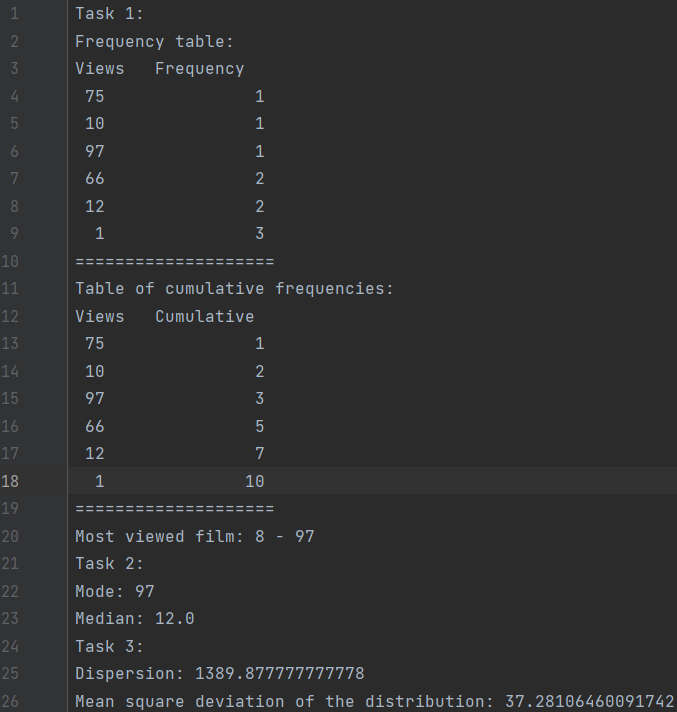 1 Task 1:
2 Frequency table:
3 Views   Frequency
4  75               1
5  10               1
6  97               1
7  66               2
8  12               2
9   1               3
10 ====================
11 Table of cumulative frequencies:
12 Views   Cumulative
13  75               1
14  10               2
15  97               3
16  66               5
17  12               7
18   1              10
19 ====================
20 Most viewed film: 8 - 97
21 Task 2:
22 Mode: 97
23 Median: 12.0
24 Task 3:
25 Dispersion: 1389.877777777778
26 Mean square deviation of the distribution: 37.28106460091742